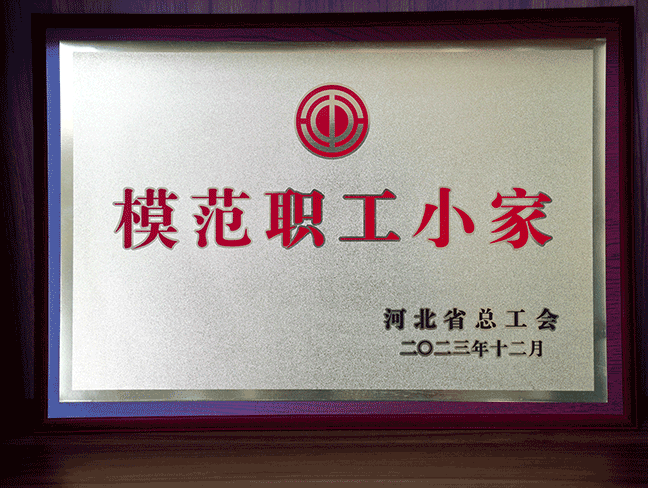 模范职工小家
河北省总工会
二〇二三年十二月